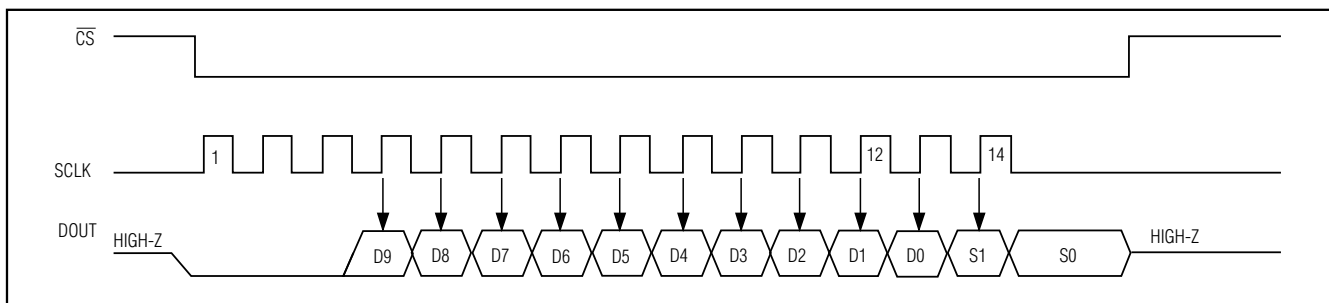 C̅S̅
1 12 14
SCLK
DOUT
HIGH-Z D9 D8 D7 D6 D5 D4 D3 D2 D1 D0 S1 S0 HIGH-Z